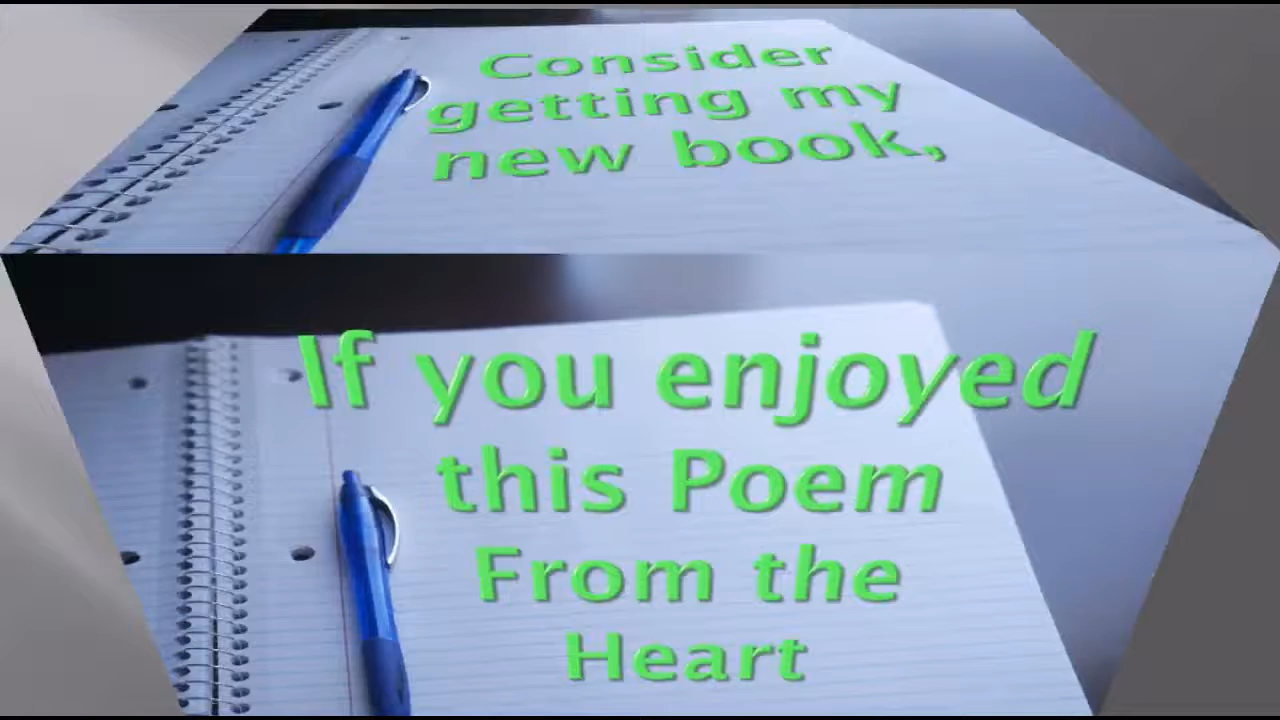 Consider
getting my
new book,
If you enjoyed
this Poem
From the
Heart